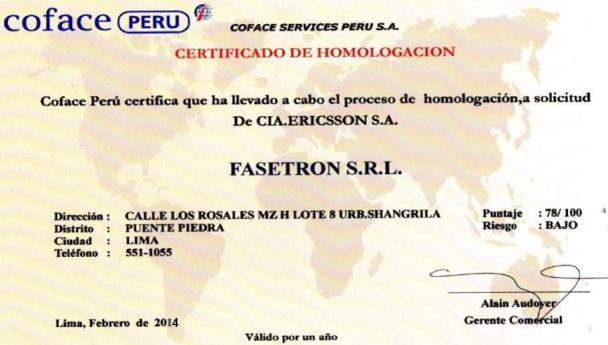 coface PERU
COFACE SERVICES PERU S.A.
CERTIFICADO DE HOMOLOGACION
Coface Perú certifica que ha llevado a cabo el proceso de homologación,a solicitud
De CIA.ERICSSON S.A.
FASETRON S.R.L.
Dirección : CALLE LOS ROSALES MZ H LOTE 8 URB.SHANGRILA
Distrito : PUENTE PIEDRA
Ciudad : LIMA
Teléfono : 551-1055
Puntaje : 78/ 100
Riesgo : BAJO
Alain Audoyer
Gerente Comercial
Lima, Febrero de 2014
Válido por un año